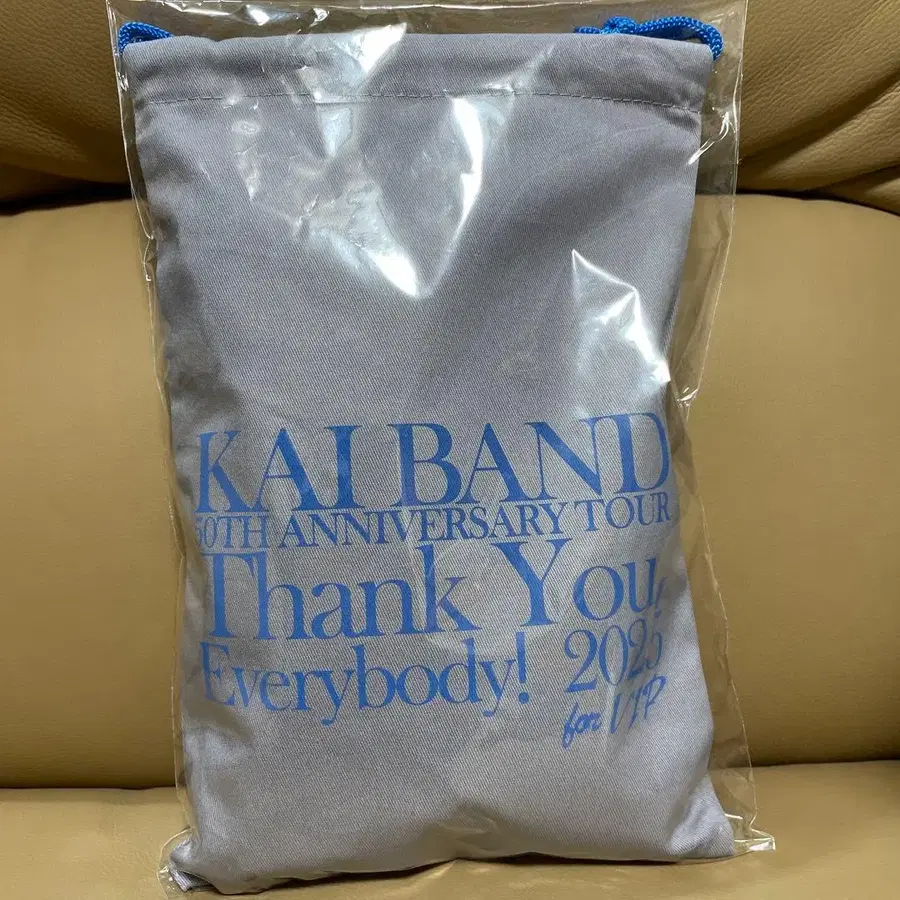 KAI BAND
50TH ANNIVERSARY TOUR
Thank You!
Everybody! 2025
for VIP